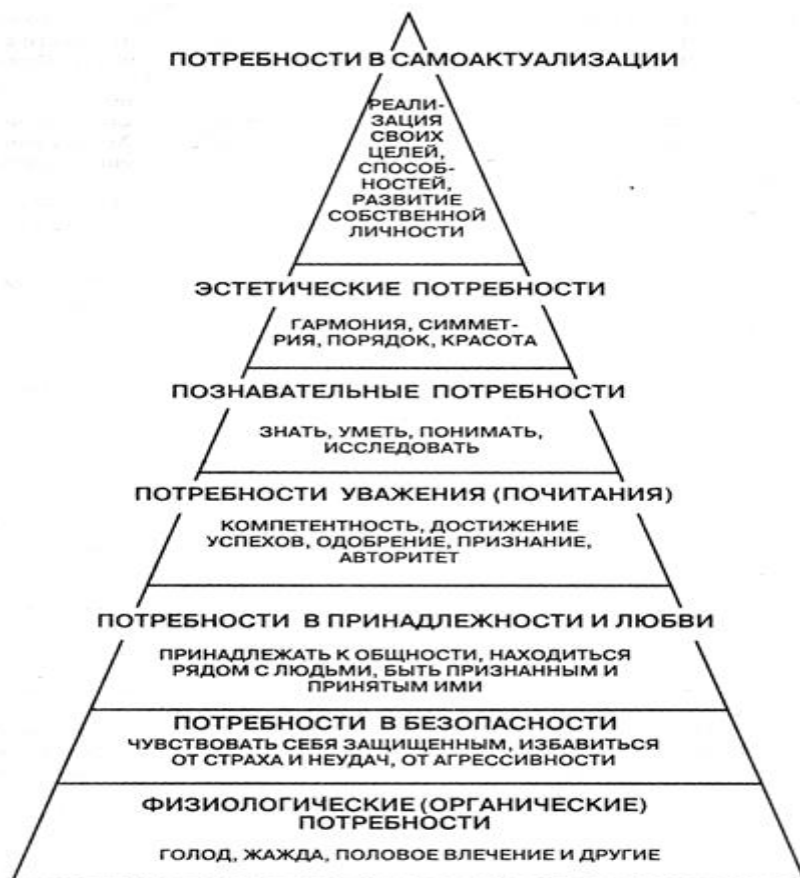 ПОТРЕБНОСТИ В САМОАКТУАЛИЗАЦИИ
РЕАЛИ-
ЗАЦИЯ
СВОИХ
ЦЕЛЕЙ,
СПОСОБ-
НОСТЕЙ,
РАЗВИТИЕ
СОБСТВЕННОЙ
ЛИЧНОСТИ
ЭСТЕТИЧЕСКИЕ ПОТРЕБНОСТИ
ГАРМОНИЯ, СИММЕТ-
РИЯ, ПОРЯДОК, КРАСОТА
ПОЗНАВАТЕЛЬНЫЕ ПОТРЕБНОСТИ
ЗНАТЬ, УМЕТЬ, ПОНИМАТЬ,
ИССЛЕДОВАТЬ
ПОТРЕБНОСТИ УВАЖЕНИЯ (ПОЧИТАНИЯ)
КОМПЕТЕНТНОСТЬ, ДОСТИЖЕНИЕ
УСПЕХОВ, ОДОБРЕНИЕ, ПРИЗНАНИЕ,
АВТОРИТЕТ
ПОТРЕБНОСТИ В ПРИНАДЛЕЖНОСТИ И ЛЮБВИ
ПРИНАДЛЕЖАТЬ К ОБЩНОСТИ, НАХОДИТЬСЯ
РЯДОМ С ЛЮДЬМИ, БЫТЬ ПРИЗНАННЫМ И
ПРИНЯТЫМ ИМИ
ПОТРЕБНОСТИ В БЕЗОПАСНОСТИ
ЧУВСТВОВАТЬ СЕБЯ ЗАЩИЩЕННЫМ, ИЗБАВИТЬСЯ
ОТ СТРАХА И НЕУДАЧ, ОТ АГРЕССИВНОСТИ
ФИЗИОЛОГИЧЕСКИЕ (ОРГАНИЧЕСКИЕ)
ПОТРЕБНОСТИ
ГОЛОД, ЖАЖДА, ПОЛОВОЕ ВЛЕЧЕНИЕ И ДРУГИЕ